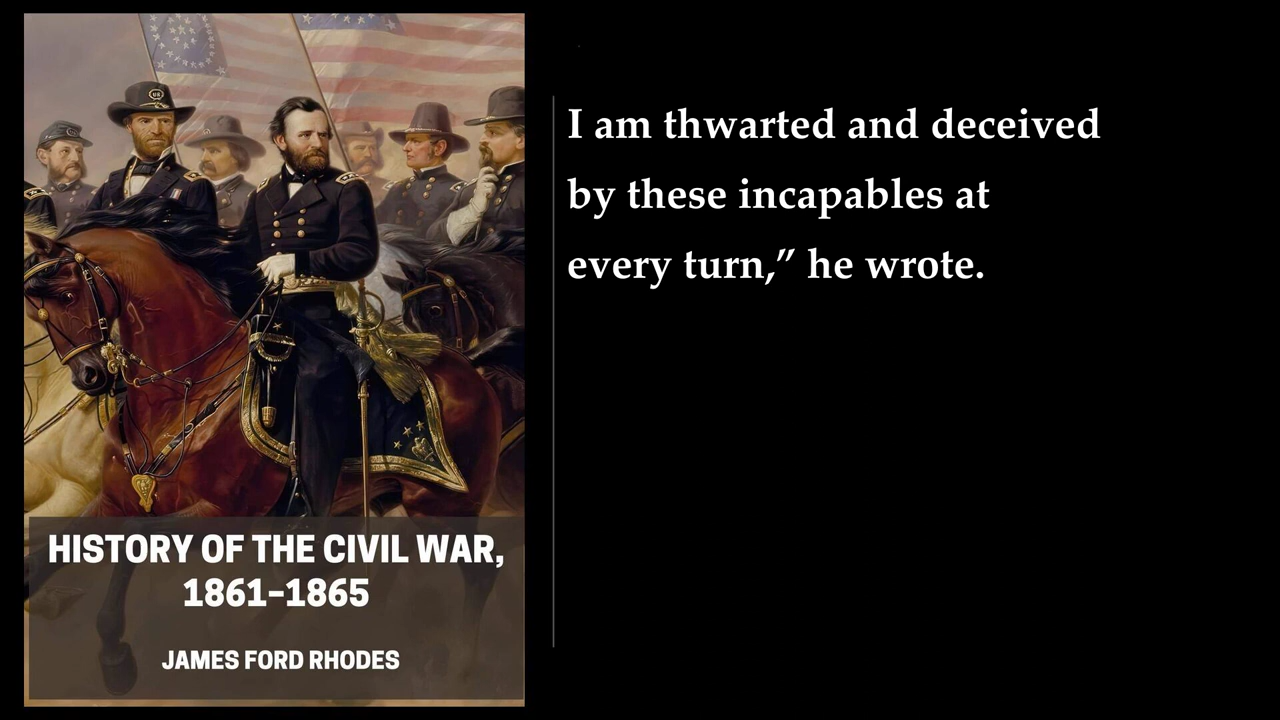 HISTORY OF THE CIVIL WAR,
1861–1865
JAMES FORD RHODES
I am thwarted and deceived
by these incapables at
every turn,” he wrote.